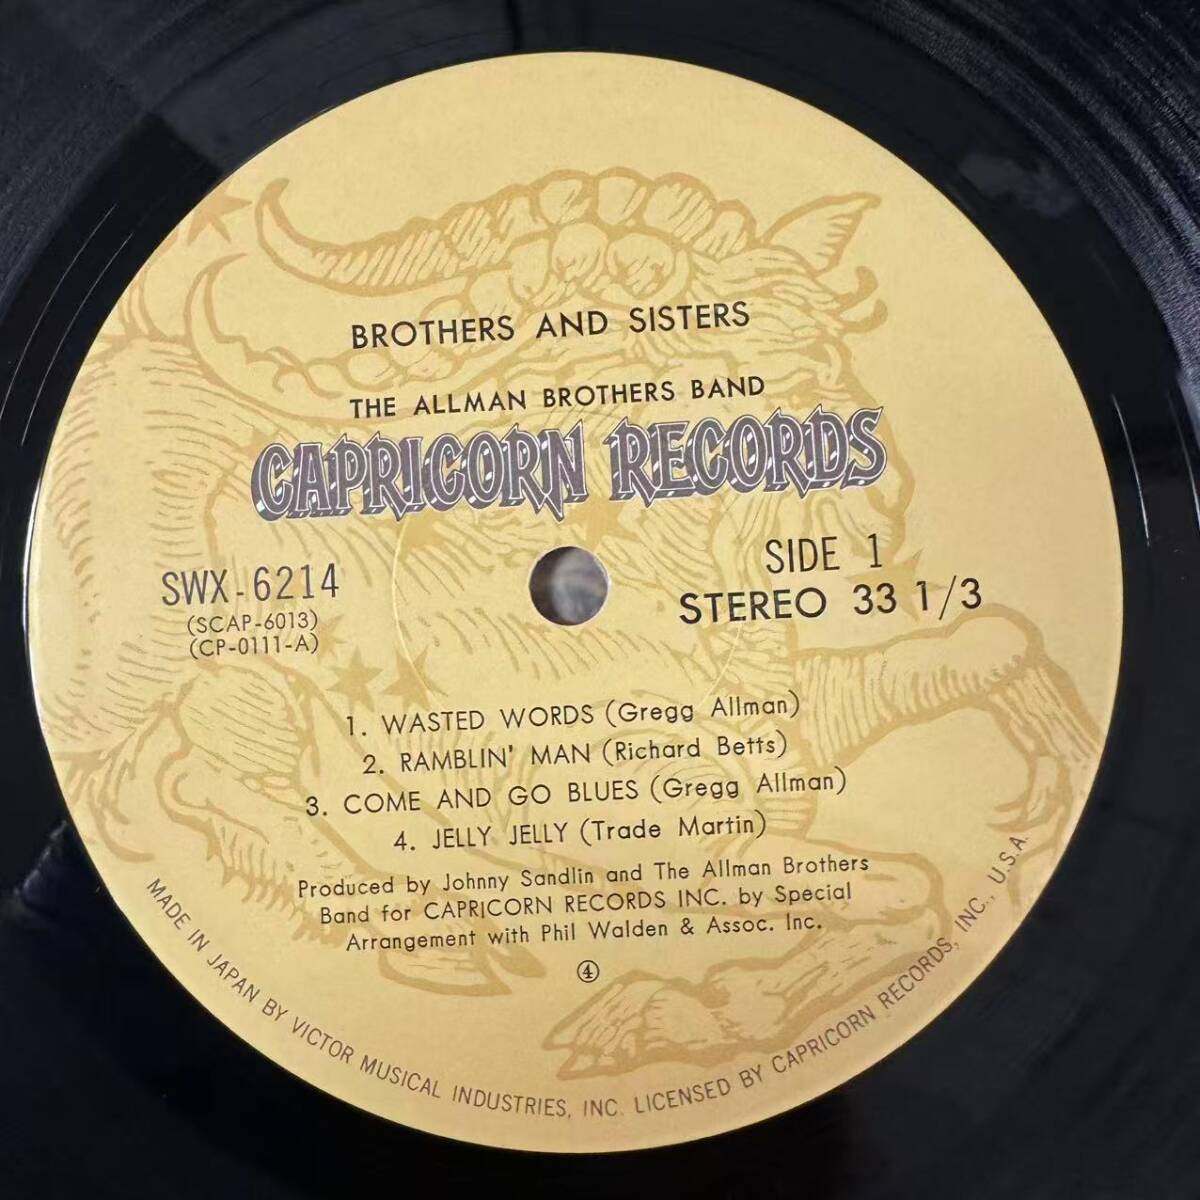 BROTHERS AND SISTERS
THE ALLMAN BROTHERS BAND
CAPRICORN RECORDS
SWX-6214
(SCAP-6013)
(CP-0111-A)
SIDE 1
STEREO 33 1/3
1. WASTED WORDS (Gregg Allman)
2. RAMBLIN' MAN (Richard Betts)
3. COME AND GO BLUES (Gregg Allman)
4. JELLY JELLY (Trade Martin)
Produced by Johnny Sandlin and The Allman Brothers
Band for CAPRICORN RECORDS INC. by Special
Arrangement with Phil Walden & Assoc. Inc.
④
MADE IN JAPAN BY VICTOR MUSICAL INDUSTRIES, INC. LICENSED BY CAPRICORN RECORDS, INC., U.S.A.